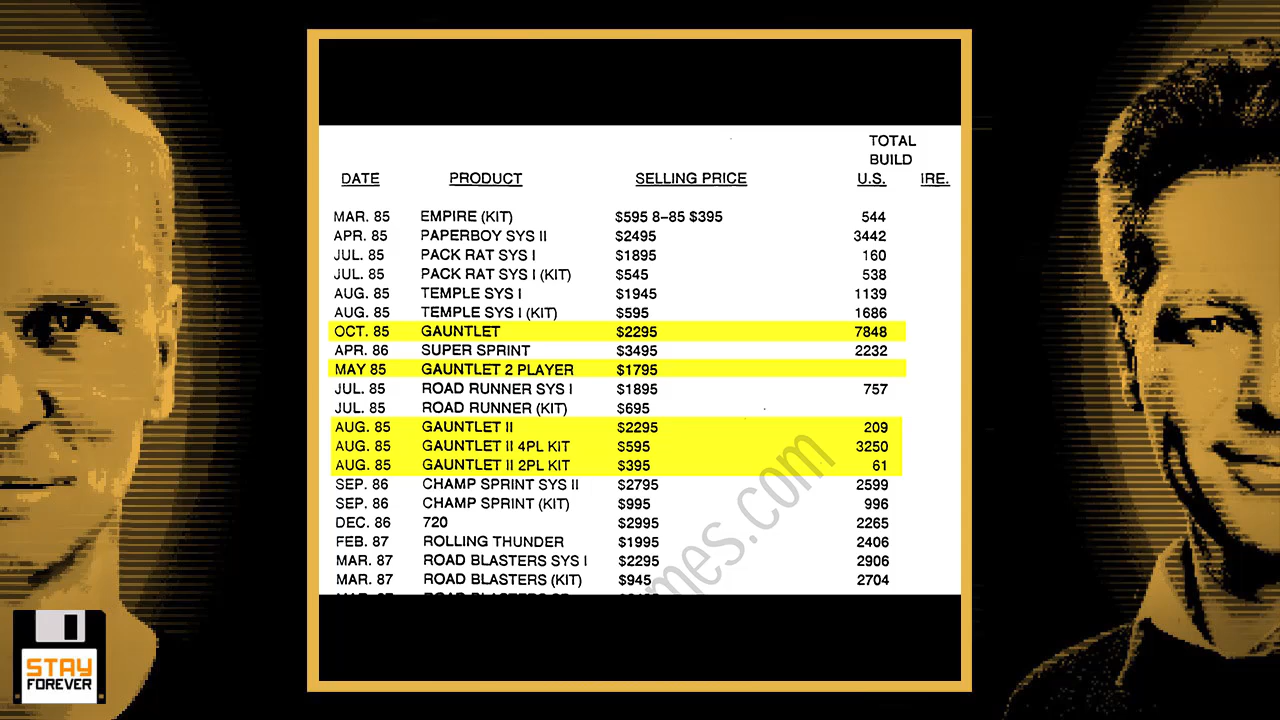 TOTAL
BUILD
DATE PRODUCT SELLING PRICE U.S. IRE.
MAR. 85 EMPIRE (KIT) $595 8-85 $395 544
APR. 85 PAPERBOY SYS II $2495 3442
JUL. 85 PACK RAT SYS I $1895 160
JUL. 85 PACK RAT SYS I (KIT) $545 538
AUG. 85 TEMPLE SYS I $1945 1139
AUG. 85 TEMPLE SYS I (KIT) $595 1686
OCT. 85 GAUNTLET $2295 7848
APR. 86 SUPER SPRINT $3495 2232
MAY 85 GAUNTLET 2 PLAYER $1795
JUL. 85 ROAD RUNNER SYS I $1895 757
JUL. 85 ROAD RUNNER (KIT) $695
AUG. 85 GAUNTLET II $2295 209
AUG. 85 GAUNTLET II 4PL KIT $595 3250
AUG. 85 GAUNTLET II 2PL KIT $395 61
SEP. 86 CHAMP SPRINT SYS II $2795 2599
SEP. 86 CHAMP SPRINT (KIT) $995 996
DEC. 86 720 $2995 2265
FEB. 87 ROLLING THUNDER $1995 2406
MAR. 87 ROAD BLASTERS SYS I $2295 2906
MAR. 87 ROAD BLASTERS (KIT) $945 2704
mes.com
STAY
FOREVER